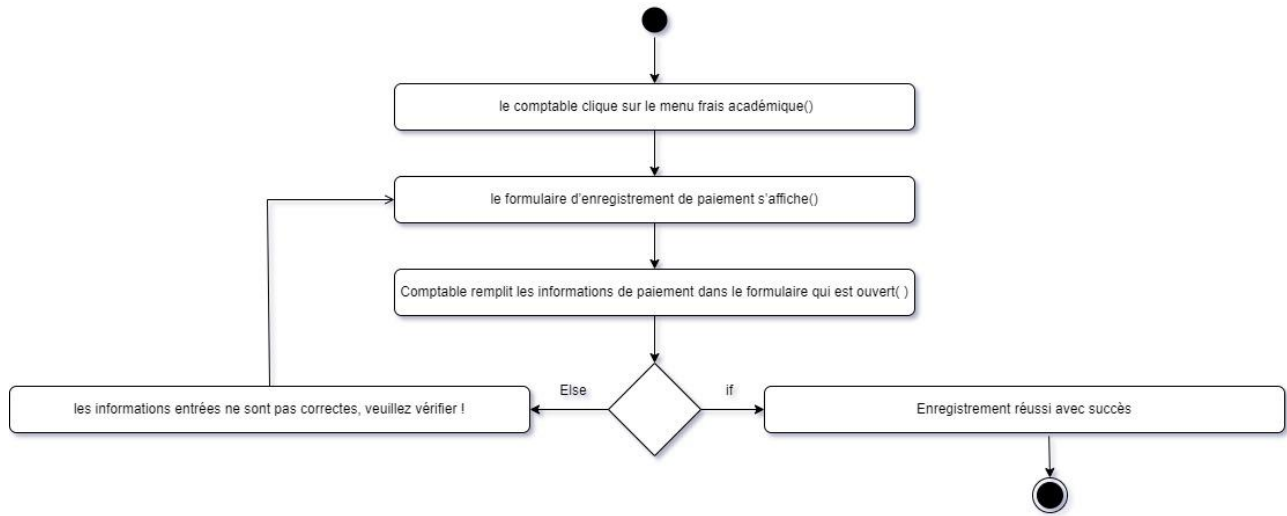 le comptable clique sur le menu frais académique()
le formulaire d'enregistrement de paiement s'affiche()
Comptable remplit les informations de paiement dans le formulaire qui est ouvert( )
Else
if
les informations entrées ne sont pas correctes, veuillez vérifier !
Enregistrement réussi avec succès